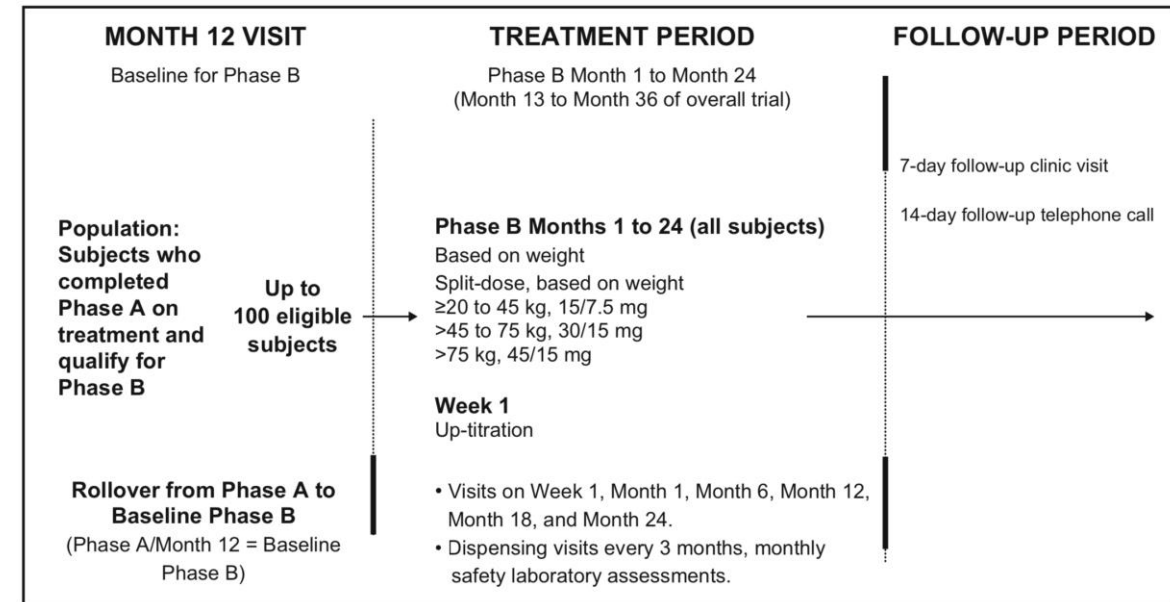 MONTH 12 VISIT
Baseline for Phase B
Population:
Subjects who
completed
Phase A on
treatment and
qualify for
Phase B
Up to
100 eligible
subjects
Rollover from Phase A to
Baseline Phase B
(Phase A/Month 12 = Baseline
Phase B)
TREATMENT PERIOD
Phase B Month 1 to Month 24
(Month 13 to Month 36 of overall trial)
Phase B Months 1 to 24 (all subjects)
Based on weight
Split-dose, based on weight
≥20 to 45 kg, 15/7.5 mg
>45 to 75 kg, 30/15 mg
>75 kg, 45/15 mg
Week 1
Up-titration
• Visits on Week 1, Month 1, Month 6, Month 12,
Month 18, and Month 24.
• Dispensing visits every 3 months, monthly
safety laboratory assessments.
FOLLOW-UP PERIOD
7-day follow-up clinic visit
14-day follow-up telephone call